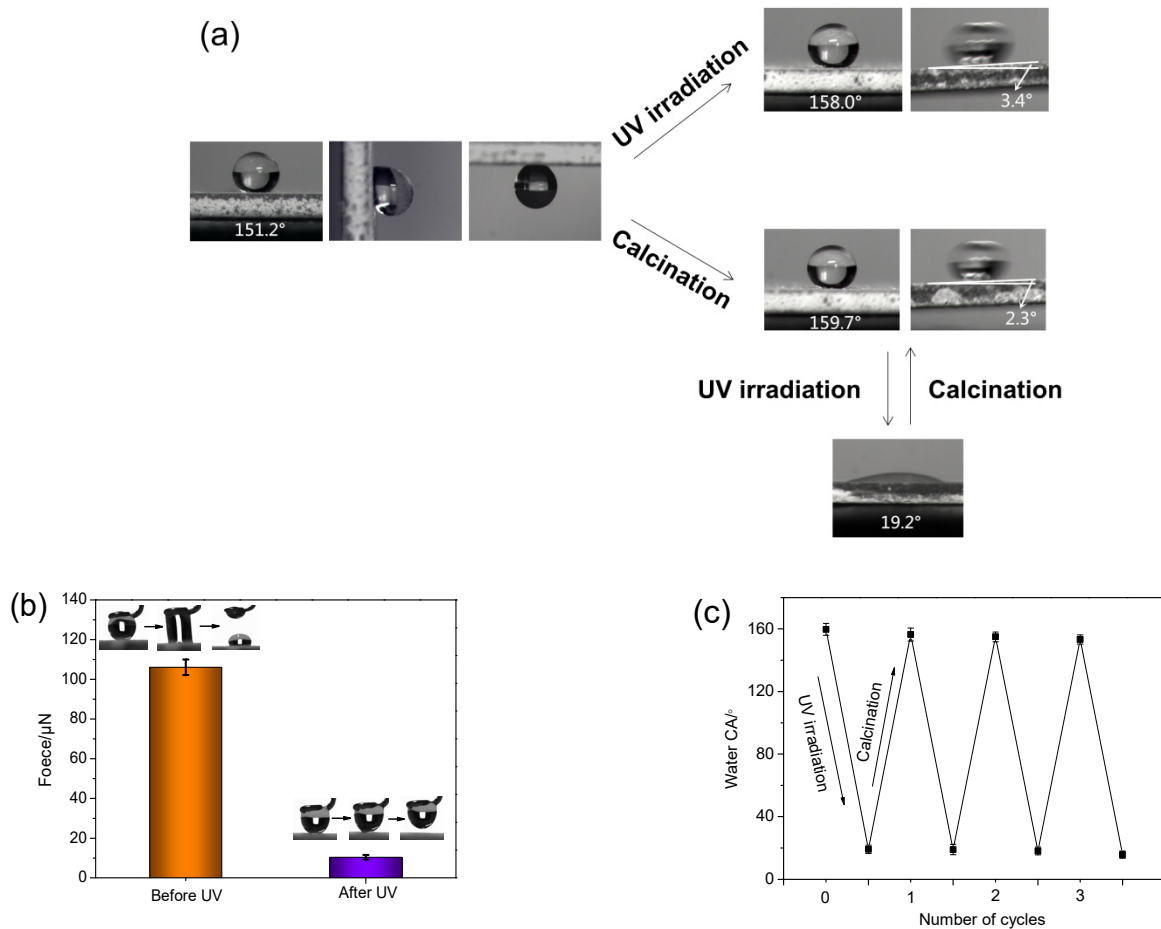 (a)
151.2°
UV irradiation
Calcination
158.0°
3.4°
159.7°
2.3°
UV irradiation
Calcination
19.2°
(b)
Foece/μN
140
120
100
80
60
40
20
0
Before UV
After UV
(c)
Water CA/°
160
120
80
40
0
UV irradiation
Calcination
0
1
2
3
Number of cycles